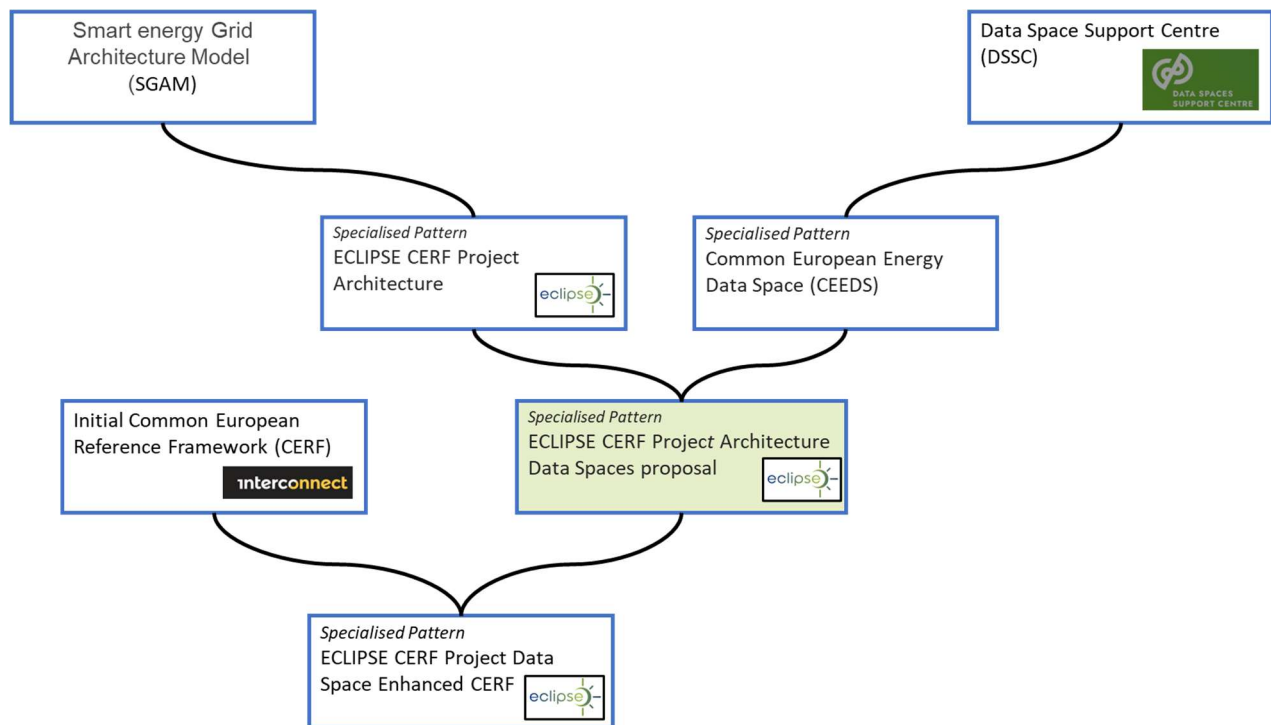 Smart energy Grid
Architecture Model
(SGAM)
Data Space Support Centre
(DSSC)
DATA SPACES
SUPPORT CENTRE
Specialised Pattern
ECLIPSE CERF Project
Architecture
eclipse
Specialised Pattern
Common European Energy
Data Space (CEEDS)
Initial Common European
Reference Framework (CERF)
interconnect
Specialised Pattern
ECLIPSE CERF Project Architecture
Data Spaces proposal
eclipse
Specialised Pattern
ECLIPSE CERF Project Data
Space Enhanced CERF
eclipse